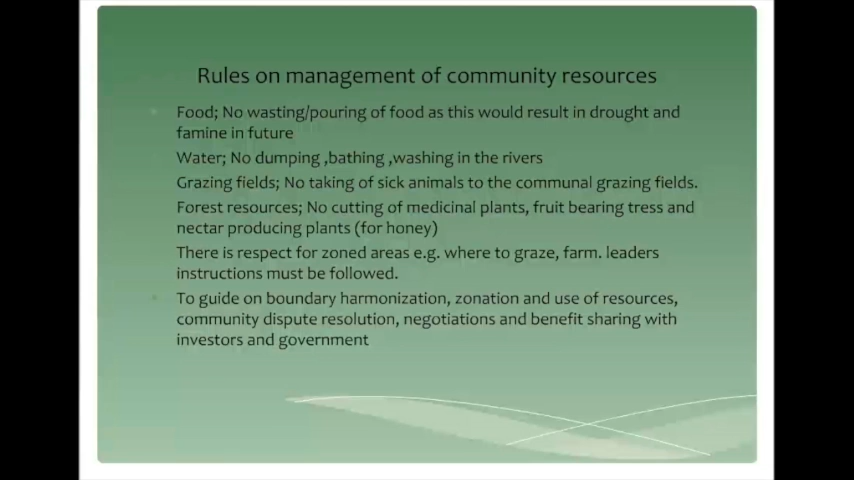 Rules on management of community resources
Food; No wasting/pouring of food as this would result in drought and
famine in future
Water; No dumping ,bathing ,washing in the rivers
Grazing fields; No taking of sick animals to the communal grazing fields.
Forest resources; No cutting of medicinal plants, fruit bearing tress and
nectar producing plants (for honey)
There is respect for zoned areas e.g. where to graze, farm. leaders
instructions must be followed.
To guide on boundary harmonization, zonation and use of resources,
community dispute resolution, negotiations and benefit sharing with
investors and government